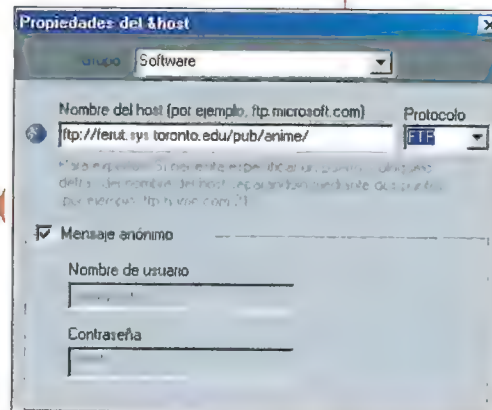 Propiedades del &host
Grupo Software
Nombre del host (por ejemplo, ftp.microsoft.com)
Protocolo
ftp://ferut.sys.toronto.edu/pub/anime/
FTP
Mensaje anónimo
Nombre de usuario
Contraseña